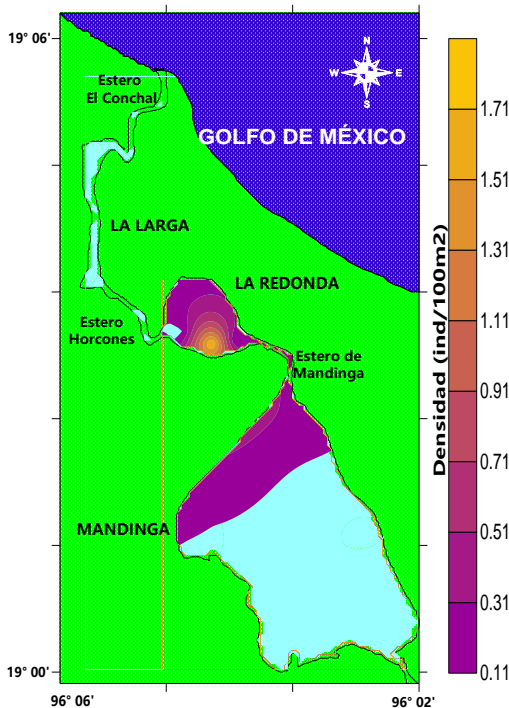 19° 06'
N
W
E
S
Estero
El Conchal
GOLFO DE MÉXICO
LA LARGA
LA REDONDA
Estero
Horcones
Estero de
Mandinga
MANDINGA
19° 00'
96° 06'
96° 02'
Densidad (ind/100m2)
1.71
1.51
1.31
1.11
0.91
0.71
0.51
0.31
0.11